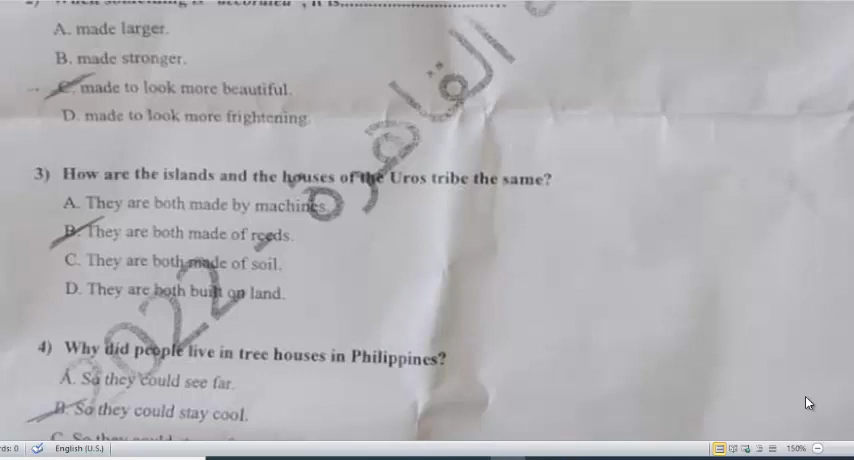 A. made larger.
B. made stronger.
C. made to look more beautiful.
D. made to look more frightening.
3) How are the islands and the houses of the Uros tribe the same?
A. They are both made by machines.
B. They are both made of reeds.
C. They are both made of soil.
D. They are both built on land.
4) Why did people live in tree houses in Philippines?
A. So they could see far.
B. So they could stay cool.
القاهرة - 2022
English (U.S.)
150%